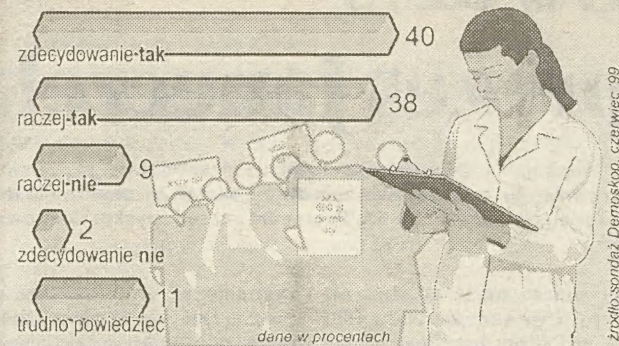 40
zdecydowanie tak
38
raczej tak
9
raczej nie
2
zdecydowanie nie
11
trudno powiedzieć
dane w procentach
źródło: sondaż Demoskop, czerwiec '99